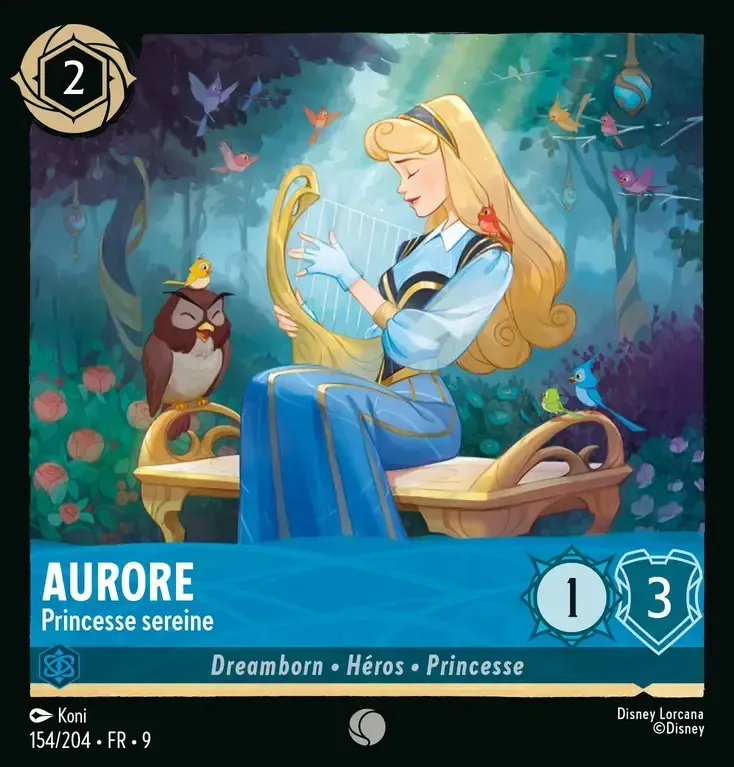 2
AURORE
Princesse sereine
1
3
Dreamborn • Héros • Princesse
Koni
154/204 • FR • 9
Disney Lorcana
©Disney